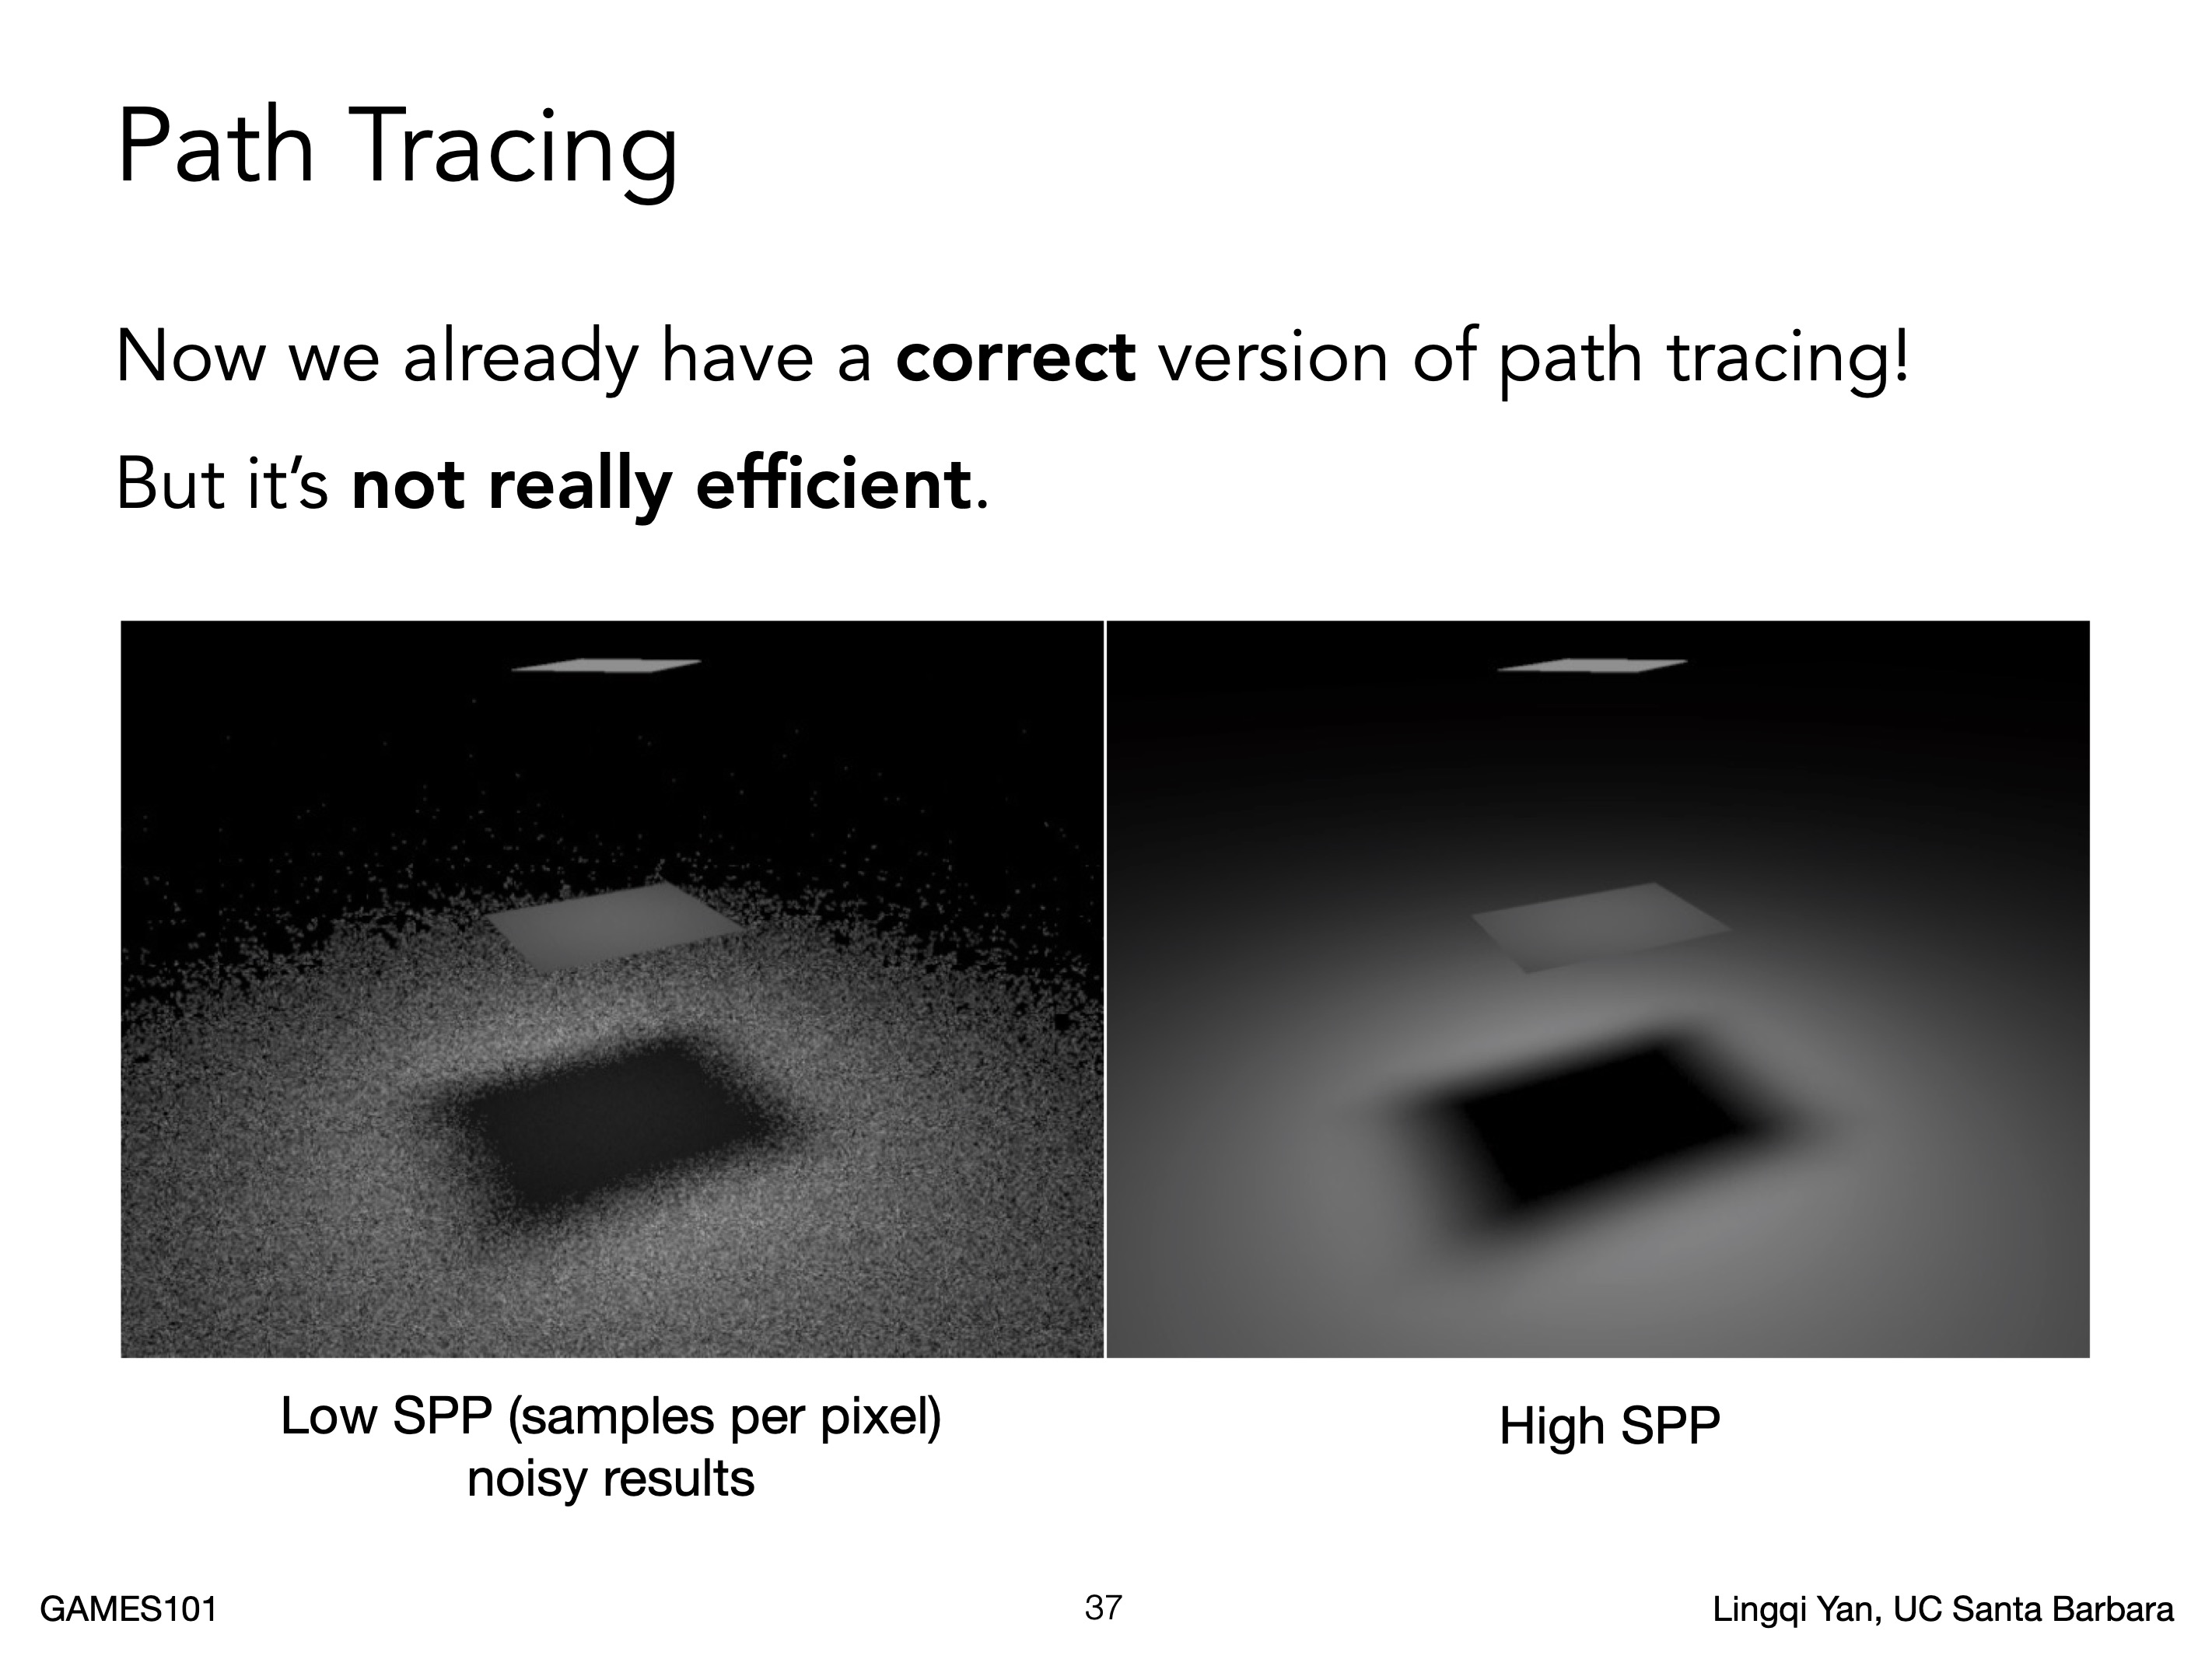 Path Tracing
Now we already have a correct version of path tracing!
But it’s not really efficient.
Low SPP (samples per pixel)
noisy results
High SPP
GAMES101
37
Lingqi Yan, UC Santa Barbara